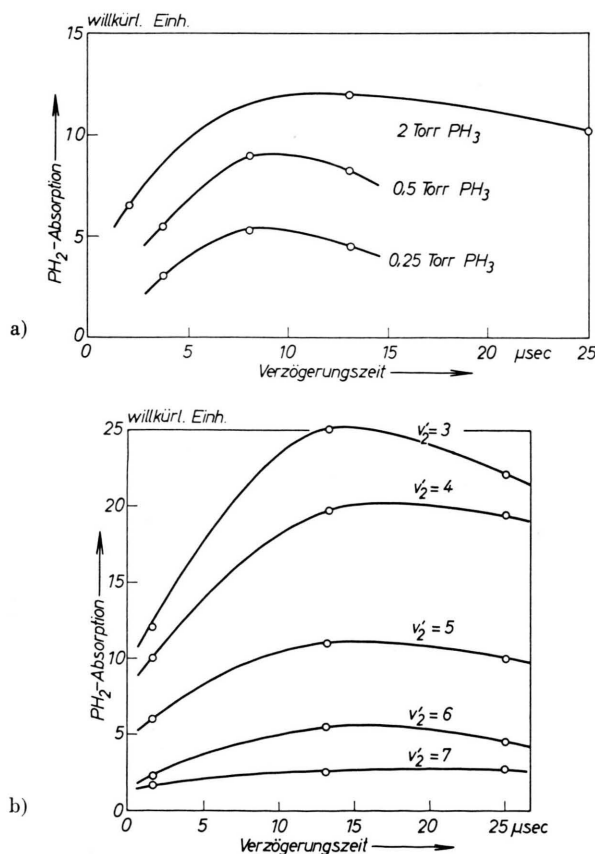 willkürl. Einh.
15
10
5
0
PH₂-Absorption
2 Torr PH₃
0,5 Torr PH₃
0,25 Torr PH₃
a)
0 5 10 15 20 μsec 25
Verzögerungszeit
willkürl. Einh.
25
20
15
10
5
0
PH₂-Absorption
v₂'=3
v₂'=4
v₂'=5
v₂'=6
v₂'=7
b)
0 5 10 15 20 25 μsec
Verzögerungszeit